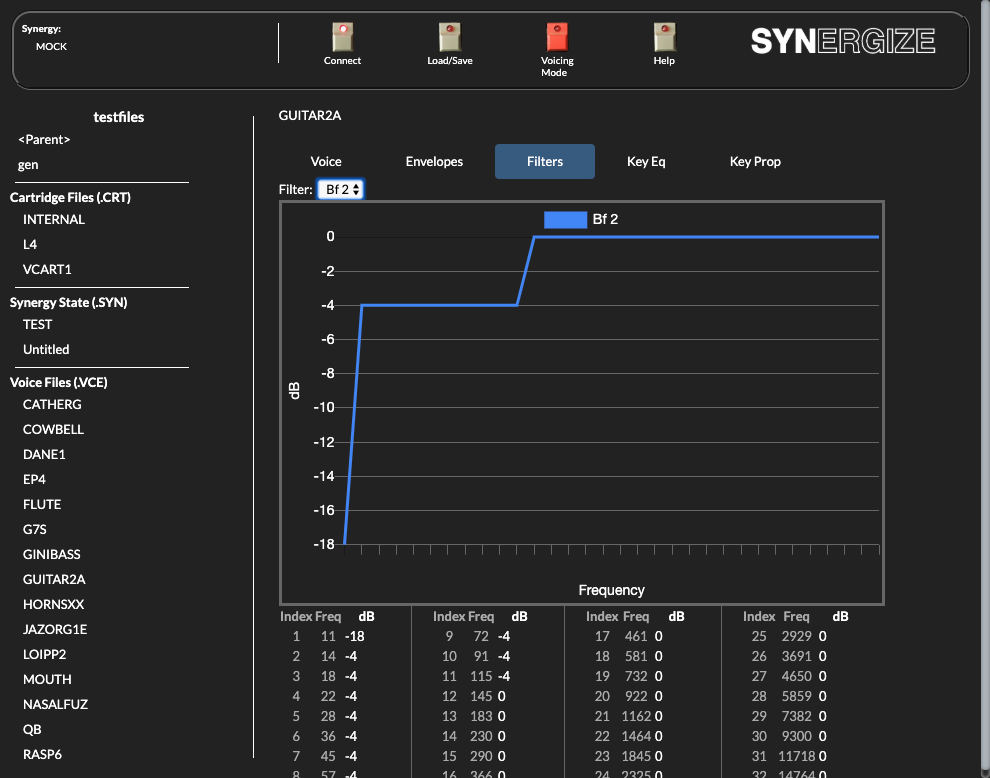 Synergy:
MOCK
Connect
Load/Save
Voicing
Mode
Help
SYNERGIZE
testfiles
<Parent>
gen
Cartridge Files (.CRT)
INTERNAL
L4
VCART1
Synergy State (.SYN)
TEST
Untitled
Voice Files (.VCE)
CATHERG
COWBELL
DANE1
EP4
FLUTE
G7S
GINIBASS
GUITAR2A
HORNSXX
JAZORG1E
LOIPP2
MOUTH
NASALFUZ
QB
RASP6
GUITAR2A
Voice Envelopes Filters Key Eq Key Prop
Filter: Bf 2
Bf 2
0
-2
-4
-6
-8
-10
-12
-14
-16
-18
dB
Frequency
Index Freq dB Index Freq dB Index Freq dB Index Freq dB
1 11 -18 9 72 -4 17 461 0 25 2929 0
2 14 -4 10 91 -4 18 581 0 26 3691 0
3 18 -4 11 115 -4 19 732 0 27 4650 0
4 22 -4 12 145 0 20 922 0 28 5859 0
5 28 -4 13 183 0 21 1162 0 29 7382 0
6 36 -4 14 230 0 22 1464 0 30 9300 0
7 45 -4 15 290 0 23 1845 0 31 11718 0
8 57 -4 16 366 0 24 2325 0 32 14764 0